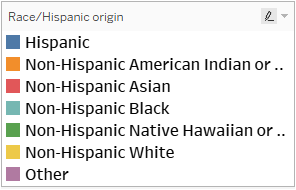 Race/Hispanic origin
Hispanic
Non-Hispanic American Indian or ..
Non-Hispanic Asian
Non-Hispanic Black
Non-Hispanic Native Hawaiian or ..
Non-Hispanic White
Other